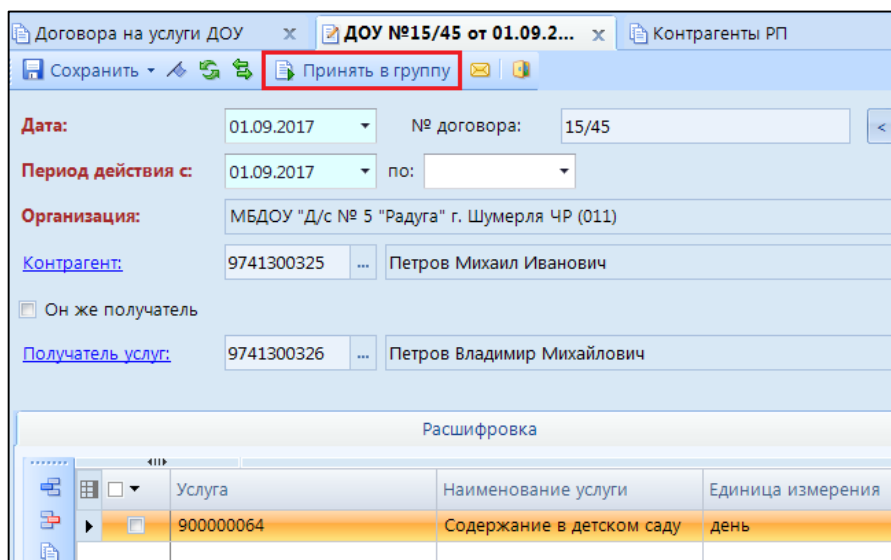 Договора на услуги ДОУ x ДОУ №15/45 от 01.09.2... x Контрагенты РП
Сохранить Принять в группу
Дата: 01.09.2017 № договора: 15/45 <
Период действия с: 01.09.2017 по:
Организация: МБДОУ "Д/с № 5 "Радуга" г. Шумерля ЧР (011)
Контрагент: 9741300325 ... Петров Михаил Иванович
Он же получатель
Получатель услуг: 9741300326 ... Петров Владимир Михайлович
Расшифровка
Услуга Наименование услуги Единица измерения
900000064 Содержание в детском саду день